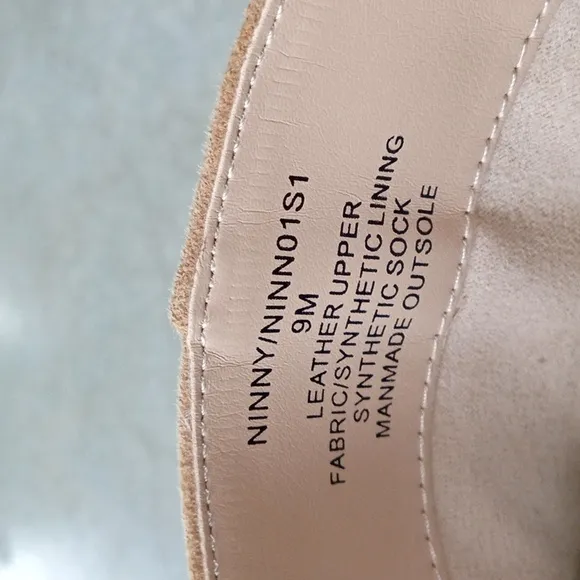 NINNY/NINN01S1
9M
LEATHER UPPER
FABRIC/SYNTHETIC LINING
SYNTHETIC SOCK
MANMADE OUTSOLE